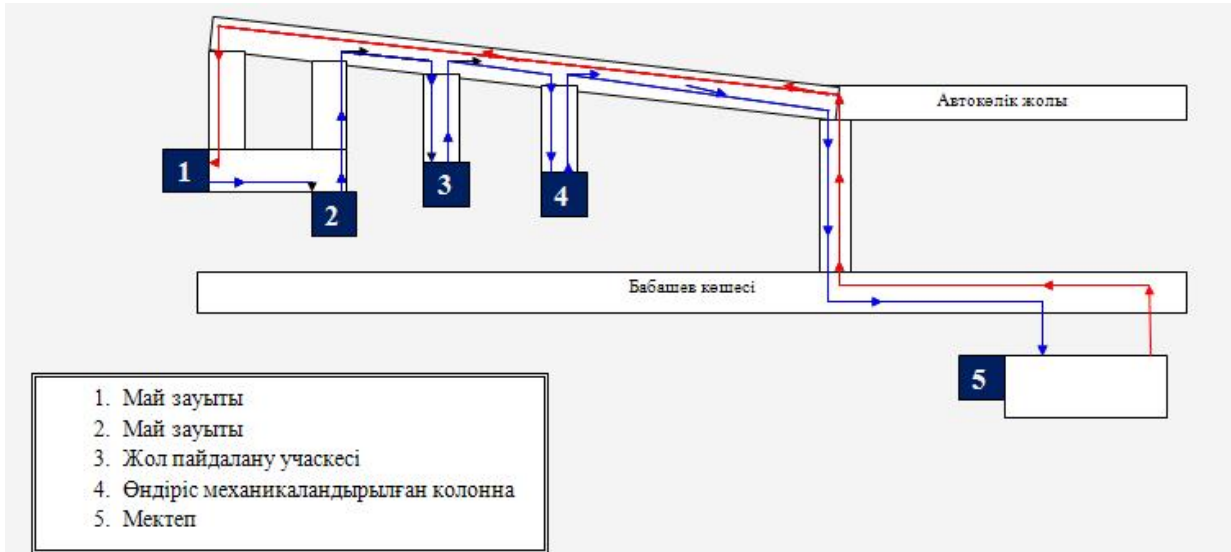 1
2
3
4
Автокөлік жолы
Бабашев көшесі
5
1. Май зауыты
2. Май зауыты
3. Жол пайдалану учаскесі
4. Өндіріс механикаландырылған колонна
5. Мектеп